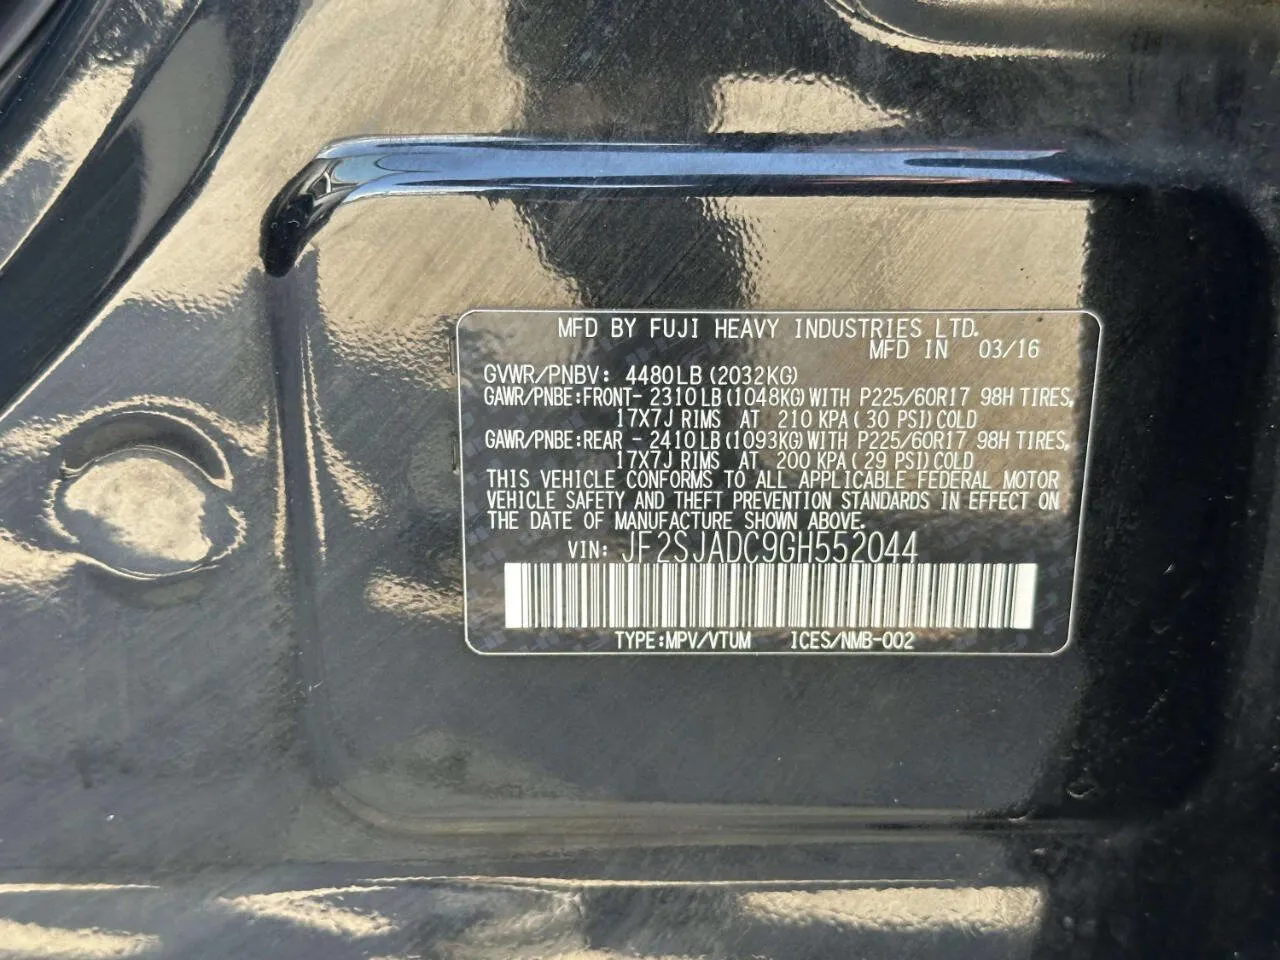 MFD BY FUJI HEAVY INDUSTRIES LTD.
MFD IN 03/16
GVWR/PNBV: 4480LB(2032KG)
GAWR/PNBE:FRONT- 2310LB(1048KG)WITH P225/60R17 98H TIRES,
17X7J RIMS AT 210 KPA(30 PSI)COLD
GAWR/PNBE:REAR - 2410LB(1093KG)WITH P225/60R17 98H TIRES,
17X7J RIMS AT 200 KPA(29 PSI)COLD
THIS VEHICLE CONFORMS TO ALL APPLICABLE FEDERAL MOTOR
VEHICLE SAFETY AND THEFT PREVENTION STANDARDS IN EFFECT ON
THE DATE OF MANUFACTURE SHOWN ABOVE.
VIN: JF2SJADC9GH552044
TYPE:MPV/VTUM ICES/NMB-002